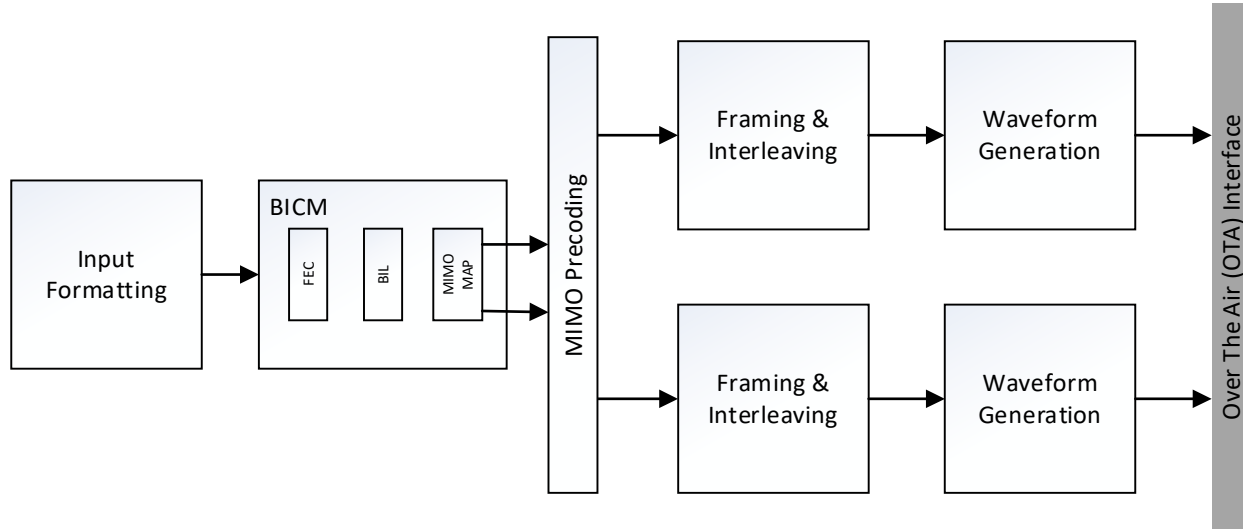 Input
Formatting
BICM
FEC
BIL
MIMO
MAP
MIMO Precoding
Framing &
Interleaving
Waveform
Generation
Framing &
Interleaving
Waveform
Generation
Over The Air (OTA) Interface